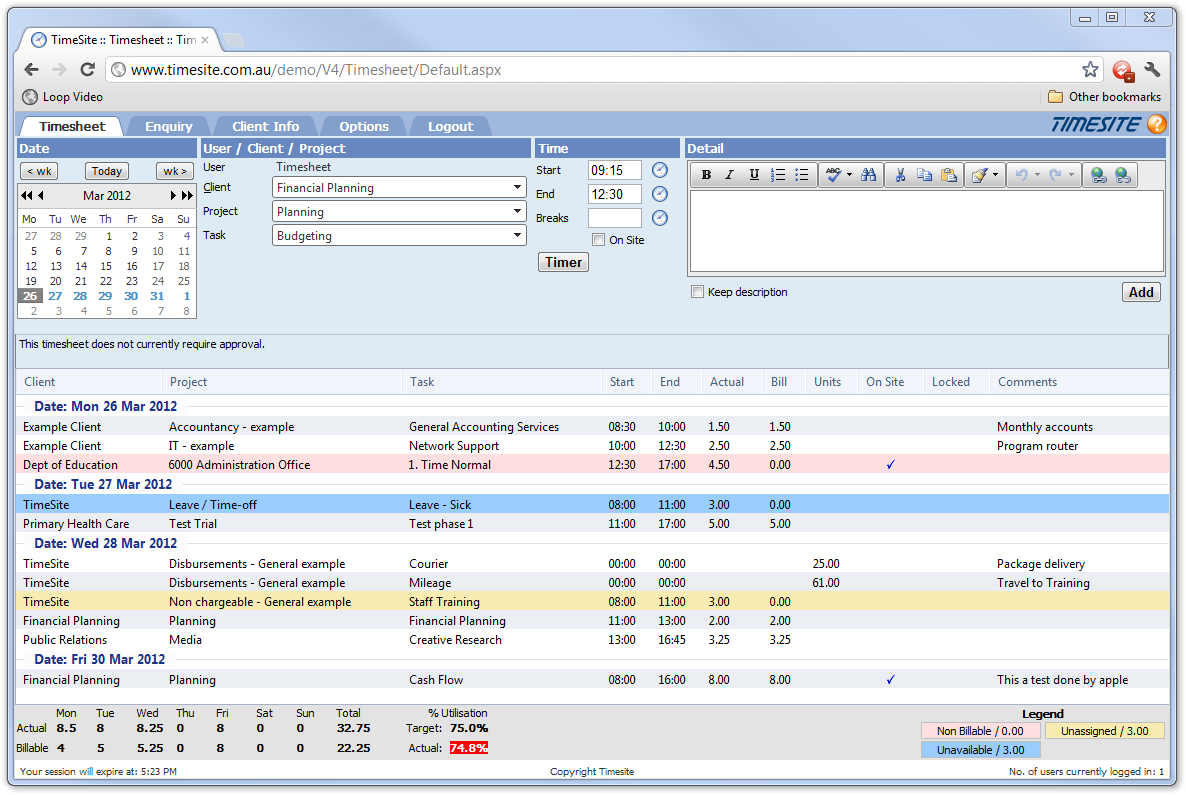 TimeSite :: Timesheet :: Tim
www.timesite.com.au/demo/V4/Timesheet/Default.aspx
Loop Video Other bookmarks
Timesheet Enquiry Client Info Options Logout TIMESITE ?
Date User / Client / Project Time Detail
< wk Today wk >
Mar 2012
Mo Tu We Th Fr Sa Su
27 28 29 1 2 3 4
5 6 7 8 9 10 11
12 13 14 15 16 17 18
19 20 21 22 23 24 25
26 27 28 29 30 31 1
2 3 4 5 6 7 8
User Timesheet
Client Financial Planning
Project Planning
Task Budgeting
Start 09:15
End 12:30
Breaks
On Site
Timer
B I U ABC
Keep description Add
This timesheet does not currently require approval.
Client Project Task Start End Actual Bill Units On Site Locked Comments
Date: Mon 26 Mar 2012
Example Client Accountancy - example General Accounting Services 08:30 10:00 1.50 1.50 Monthly accounts
Example Client IT - example Network Support 10:00 12:30 2.50 2.50 Program router
Dept of Education 6000 Administration Office 1. Time Normal 12:30 17:00 4.50 0.00 ✓
Date: Tue 27 Mar 2012
TimeSite Leave / Time-off Leave - Sick 08:00 11:00 3.00 0.00
Primary Health Care Test Trial Test phase 1 11:00 17:00 5.00 5.00
Date: Wed 28 Mar 2012
TimeSite Disbursements - General example Courier 00:00 00:00 25.00 Package delivery
TimeSite Disbursements - General example Mileage 00:00 00:00 61.00 Travel to Training
TimeSite Non chargeable - General example Staff Training 08:00 11:00 3.00 0.00
Financial Planning Planning Financial Planning 11:00 13:00 2.00 2.00
Public Relations Media Creative Research 13:00 16:45 3.25 3.25
Date: Fri 30 Mar 2012
Financial Planning Planning Cash Flow 08:00 16:00 8.00 8.00 ✓ This a test done by apple
Mon Tue Wed Thu Fri Sat Sun Total % Utilisation Legend
Actual 8.5 8 8.25 0 8 0 0 32.75 Target: 75.0% Non Billable / 0.00 Unassigned / 3.00
Billable 4 5 5.25 0 8 0 0 22.25 Actual: 74.8% Unavailable / 3.00
Your session will expire at: 5:23 PM Copyright Timesite No. of users currently logged in: 1